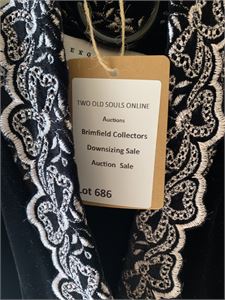 TWO OLD SOULS ONLINE
Auctions
Brimfield Collectors
Downsizing Sale
Auction Sale
Lot 686